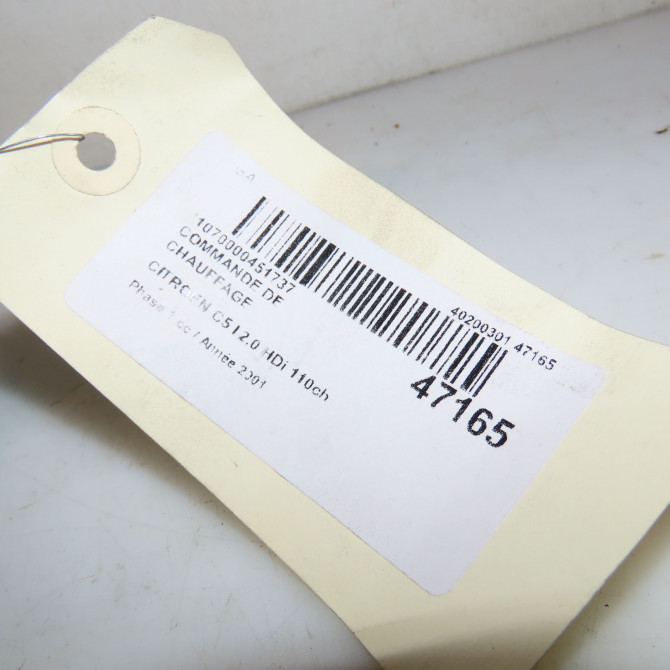 1070000451737
COMMANDE DE
CHAUFFAGE
CITROEN C5 I 2.0 HDi 110ch
Phase 1 cc / Année 2001
40200301 47165
47165